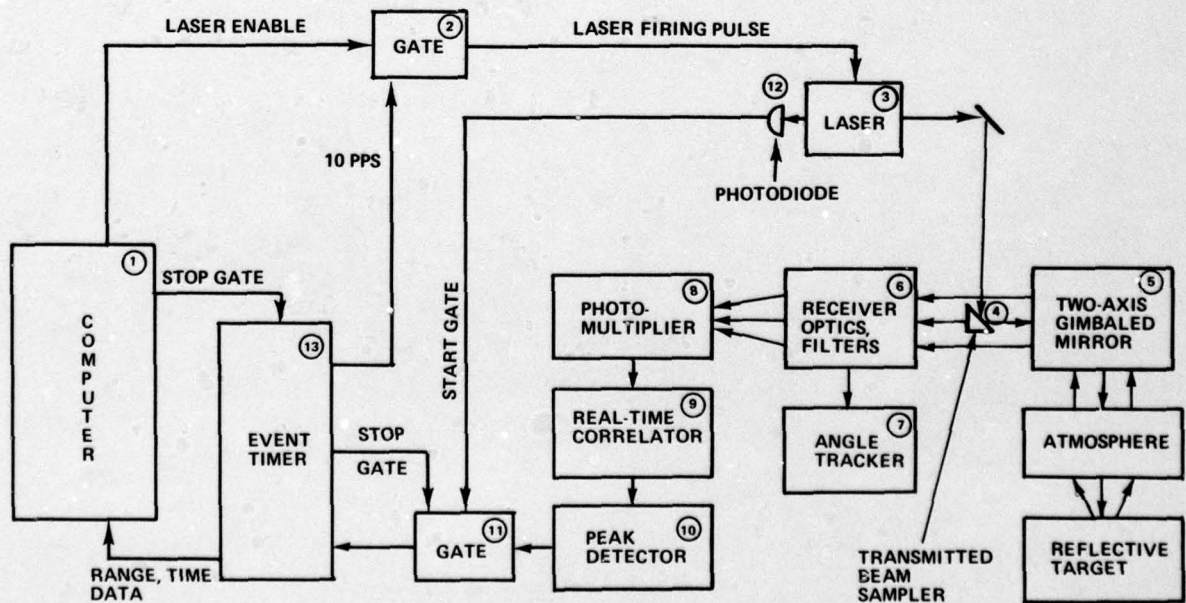 LASER ENABLE
②
GATE
LASER FIRING PULSE
⑫
③
LASER
10 PPS
PHOTODIODE
①
COMPUTER
STOP GATE
START GATE
⑬
EVENT
TIMER
STOP
GATE
⑧
PHOTO-
MULTIPLIER
⑥
RECEIVER
OPTICS,
FILTERS
④
⑤
TWO-AXIS
GIMBALED
MIRROR
⑨
REAL-TIME
CORRELATOR
⑦
ANGLE
TRACKER
ATMOSPHERE
⑪
GATE
⑩
PEAK
DETECTOR
TRANSMITTED
BEAM
SAMPLER
REFLECTIVE
TARGET
RANGE, TIME
DATA